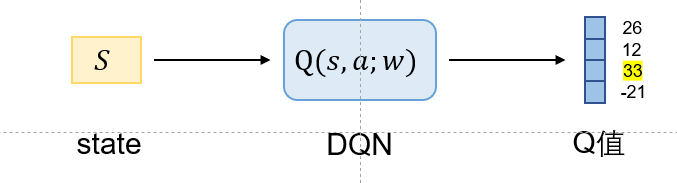 S
Q(s, a; w)
26
12
33
-21
state
DQN
Q值